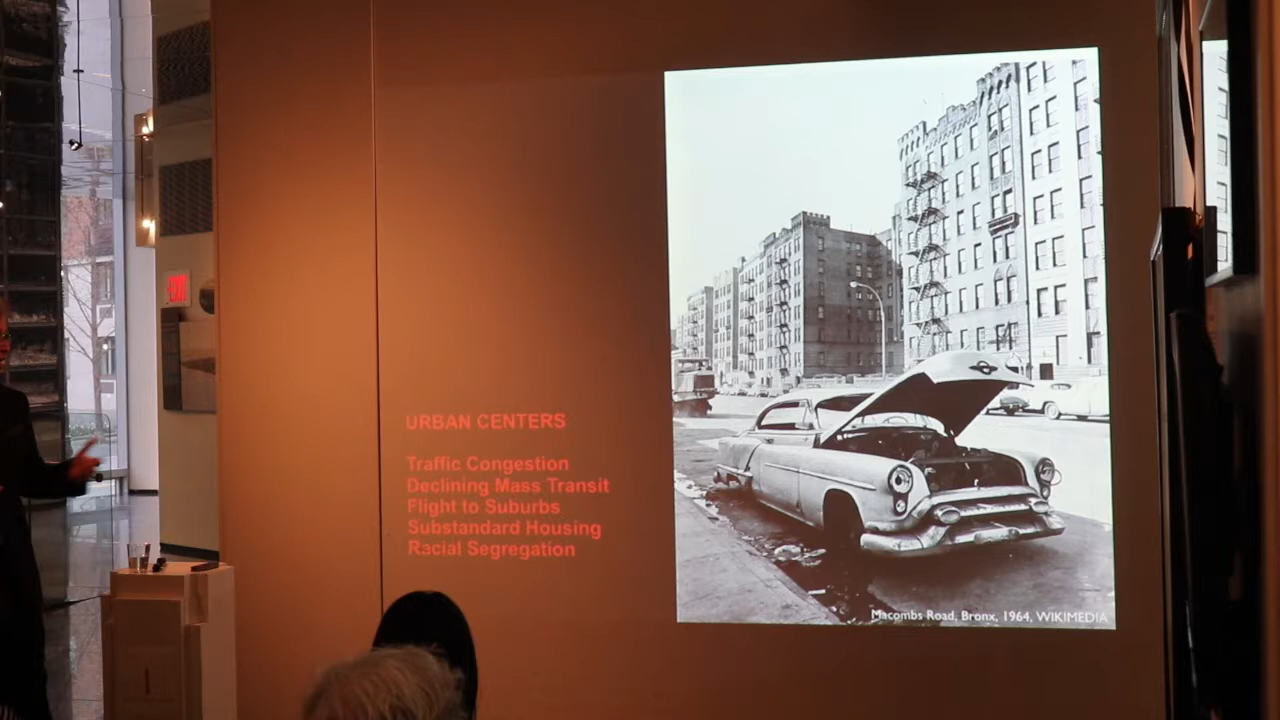 EXIT
URBAN CENTERS
Traffic Congestion
Declining Mass Transit
Flight to Suburbs
Substandard Housing
Racial Segregation
Macombs Road, Bronx, 1964, WIKIMEDIA